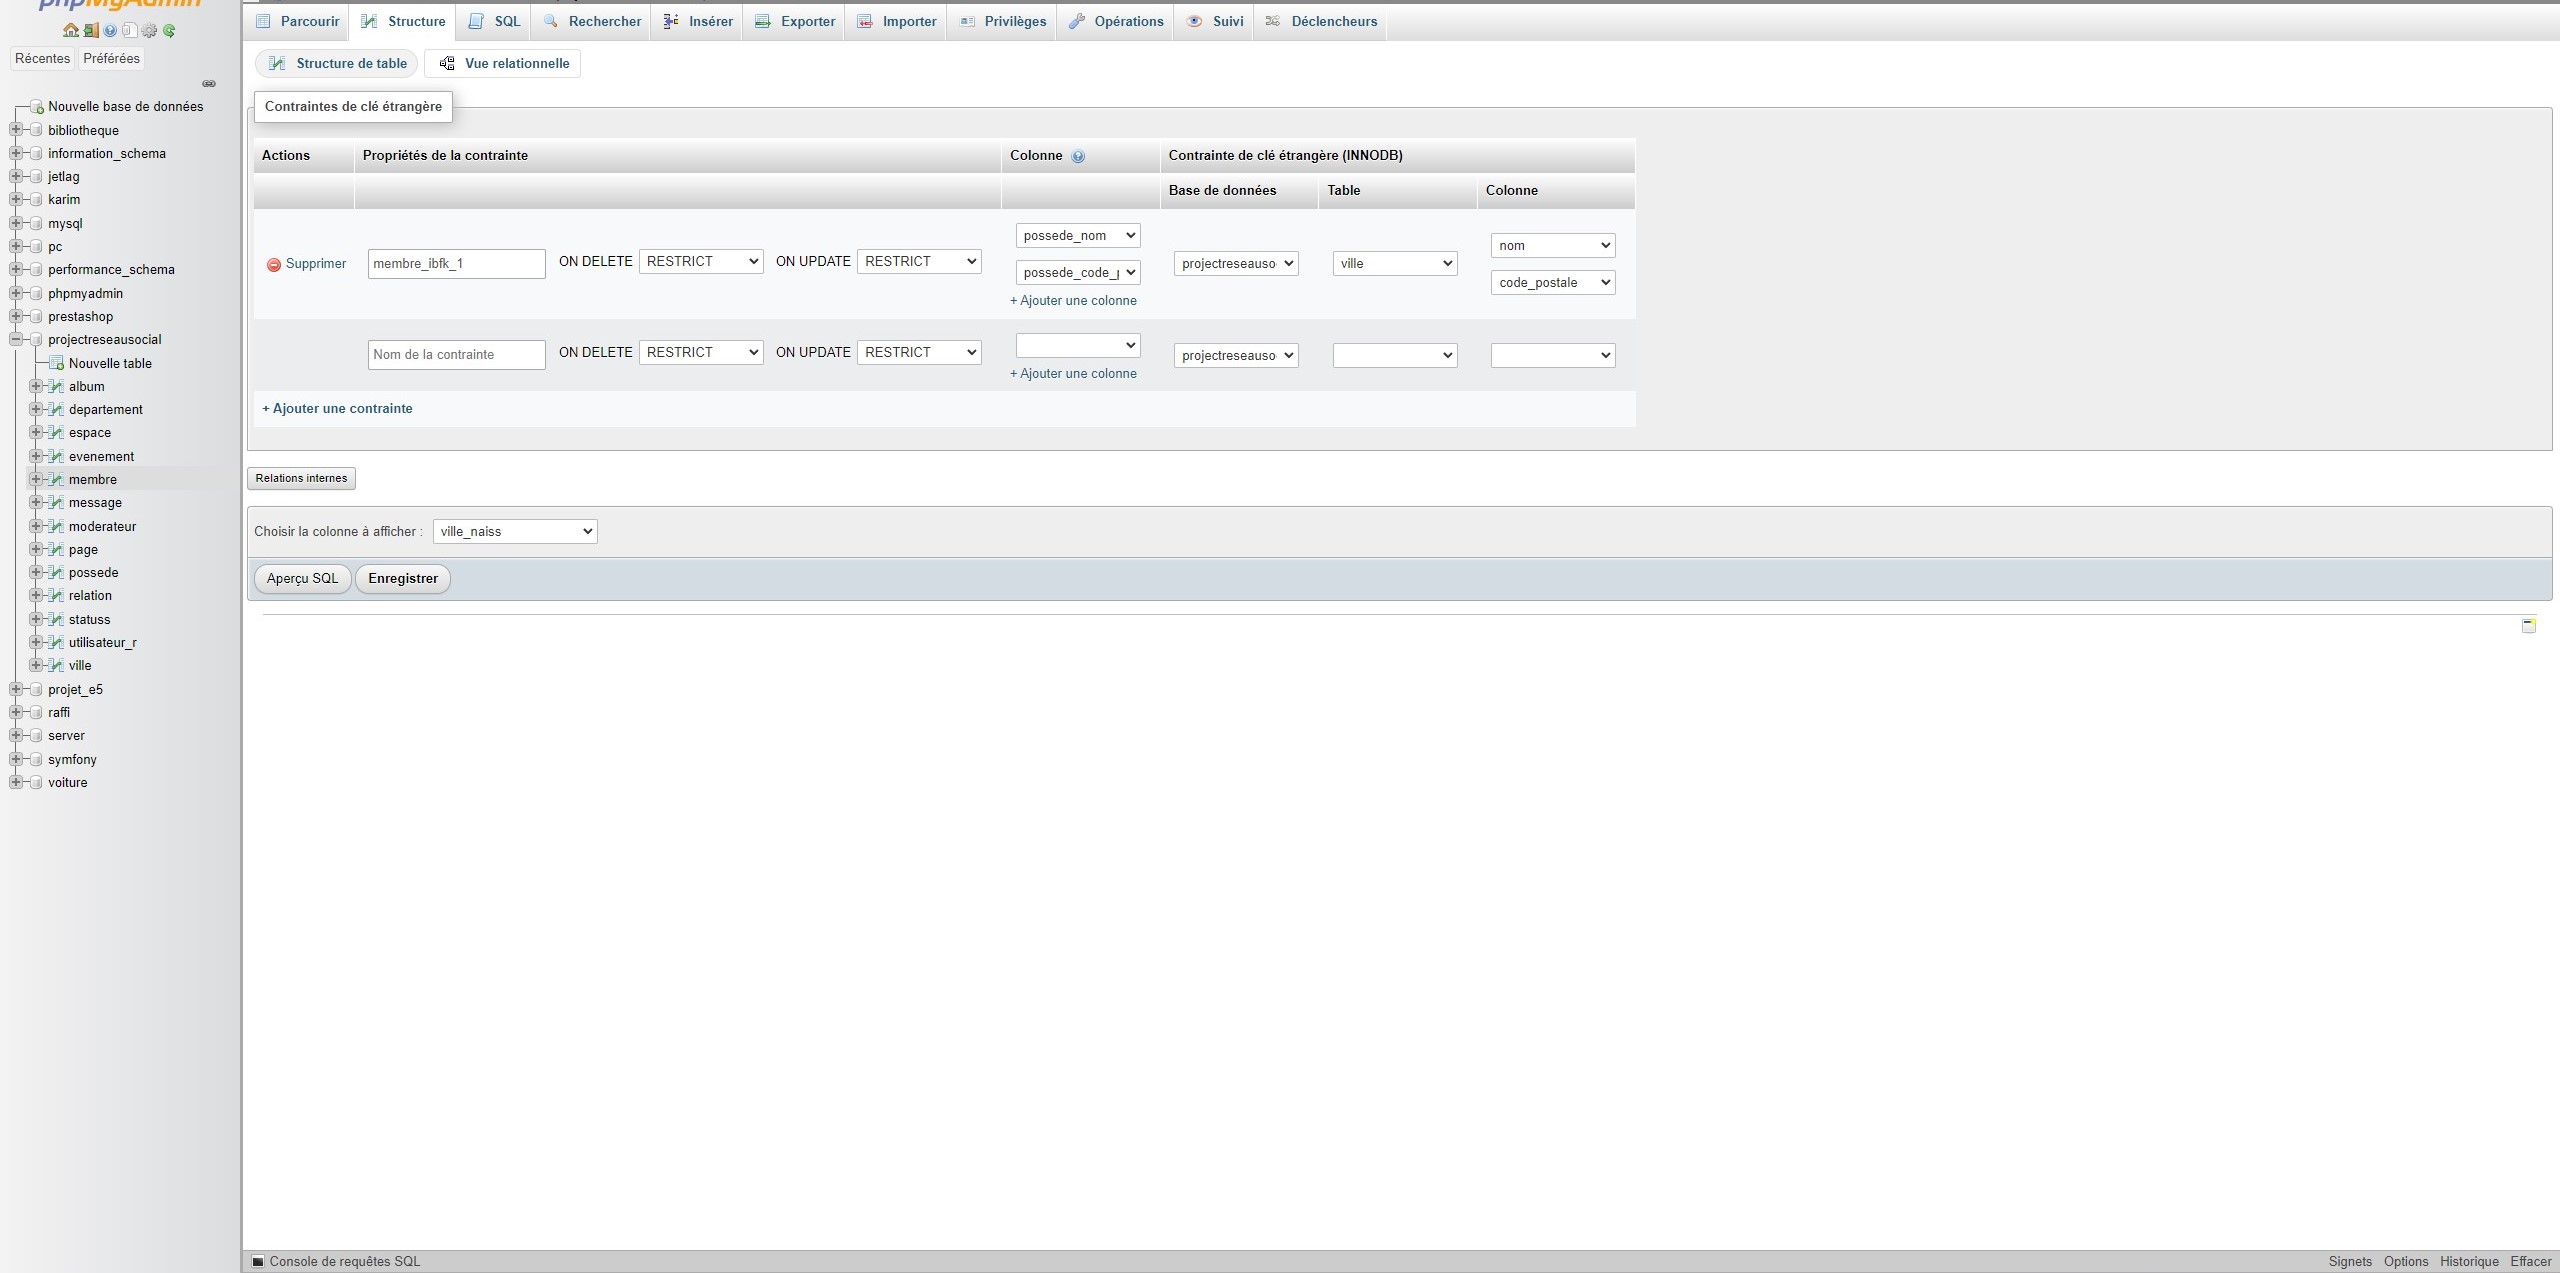 phpMyAdmin
Récentes Préférées
Nouvelle base de données
bibliotheque
information_schema
jetlag
karim
mysql
pc
performance_schema
phpmyadmin
prestashop
projectreseausocial
Nouvelle table
album
departement
espace
evenement
membre
message
moderateur
page
possede
relation
statuss
utilisateur_r
ville
projet_e5
raffi
server
symfony
voiture
Parcourir Structure SQL Rechercher Insérer Exporter Importer Privilèges Opérations Suivi Déclencheurs
Structure de table Vue relationnelle
Contraintes de clé étrangère
Actions Propriétés de la contrainte Colonne Contrainte de clé étrangère (INNODB)
Base de données Table Colonne
possede_nom nom
Supprimer membre_ibfk_1 ON DELETE RESTRICT ON UPDATE RESTRICT projectreseauso ville
possede_code_ code_postale
+ Ajouter une colonne
Nom de la contrainte ON DELETE RESTRICT ON UPDATE RESTRICT projectreseauso
+ Ajouter une colonne
+ Ajouter une contrainte
Relations internes
Choisir la colonne à afficher : ville_naiss
Aperçu SQL Enregistrer
Console de requêtes SQL Signets Options Historique Effacer